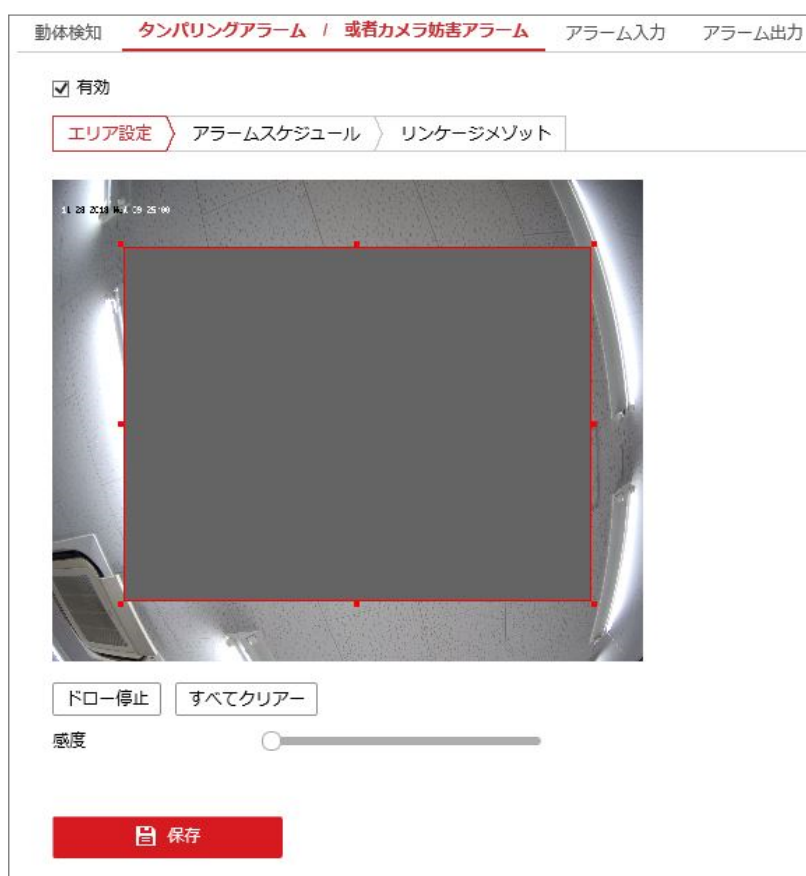 動体検知 タンパリングアラーム / 或者カメラ妨害アラーム アラーム入力 アラーム出力
有効
エリア設定 アラームスケジュール リンケージメゾット
ドロー停止 すべてクリアー
感度
保存